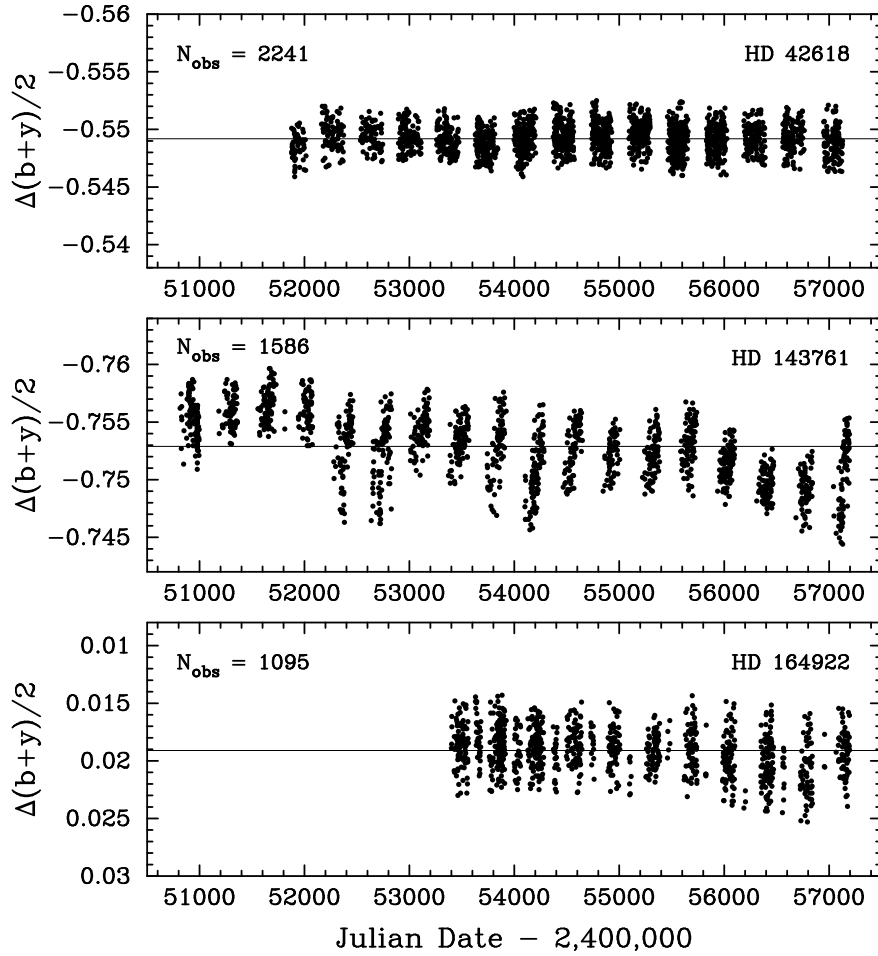 −0.56
N_obs = 2241 HD 42618
−0.555
−0.55
−0.545
−0.54
Δ(b+y)/2
51000 52000 53000 54000 55000 56000 57000
N_obs = 1586 HD 143761
−0.76
−0.755
−0.75
−0.745
Δ(b+y)/2
51000 52000 53000 54000 55000 56000 57000
0.01
N_obs = 1095 HD 164922
0.015
0.02
0.025
0.03
Δ(b+y)/2
51000 52000 53000 54000 55000 56000 57000
Julian Date − 2,400,000